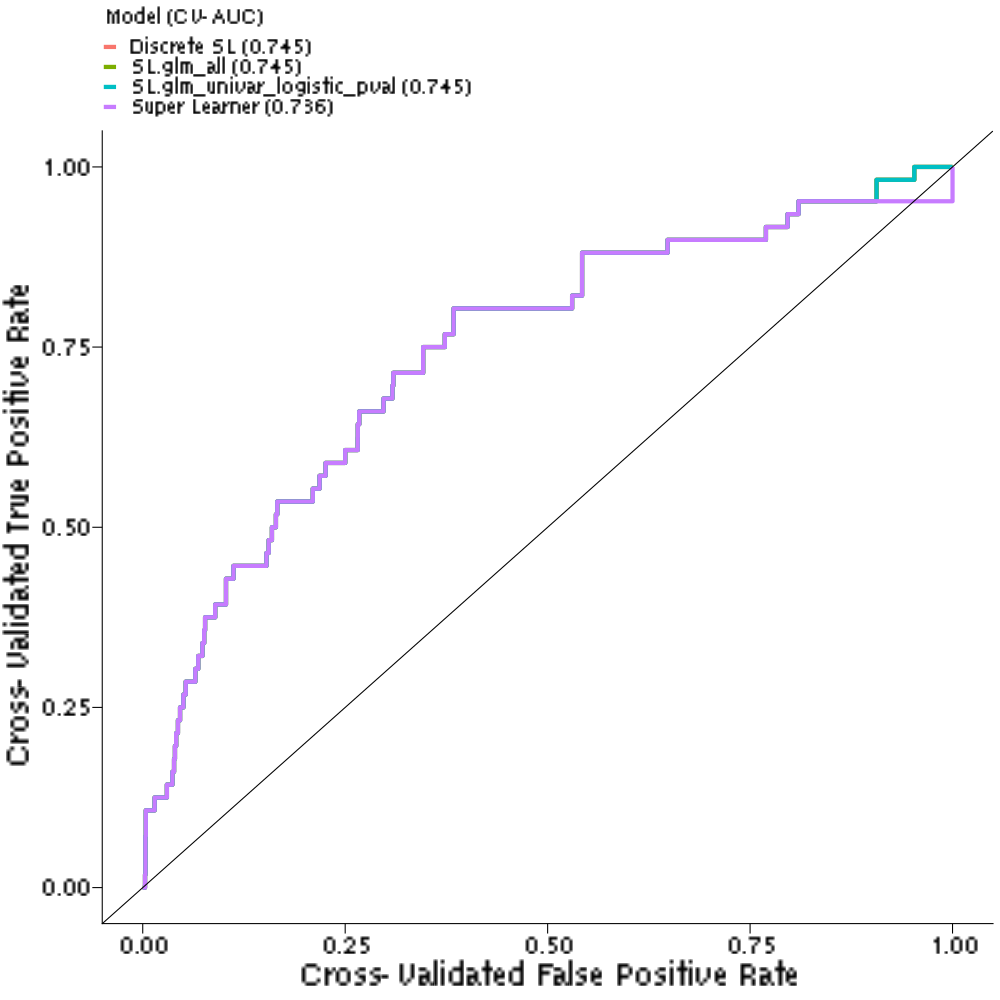 Model (CV-AUC)
Discrete SL (0.745)
SL.glm_all (0.745)
SL.glm_univar_logistic_pval (0.745)
Super Learner (0.736)
1.00
0.75
0.50
0.25
0.00
Cross-Validated True Positive Rate
0.00 0.25 0.50 0.75 1.00
Cross-Validated False Positive Rate